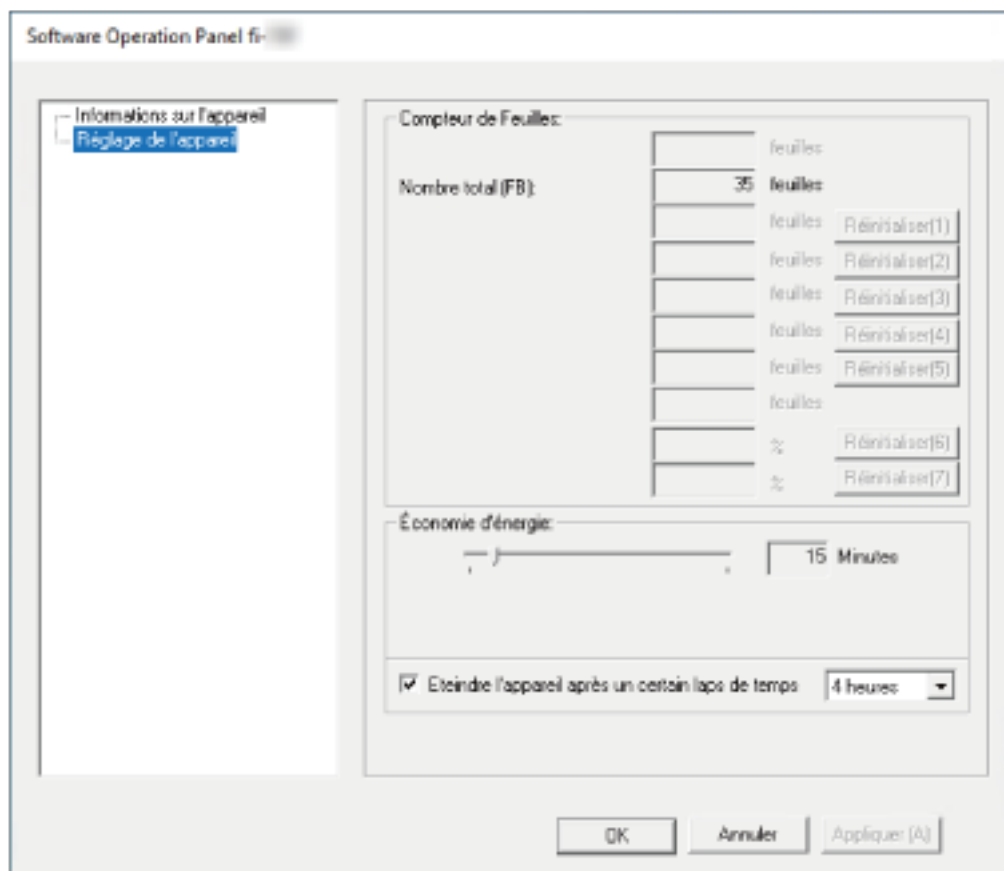 Software Operation Panel fi-
Informations sur l'appareil
Réglage de l'appareil
Compteur de Feuilles:
feuilles
Nombre total (FB): 35 feuilles
feuilles Réinitialiser(1)
feuilles Réinitialiser(2)
feuilles Réinitialiser(3)
feuilles Réinitialiser(4)
feuilles Réinitialiser(5)
feuilles
% Réinitialiser(6)
% Réinitialiser(7)
Économie d'énergie:
15 Minutes
Eteindre l'appareil après un certain laps de temps 4 heures
OK Annuler Appliquer (A)